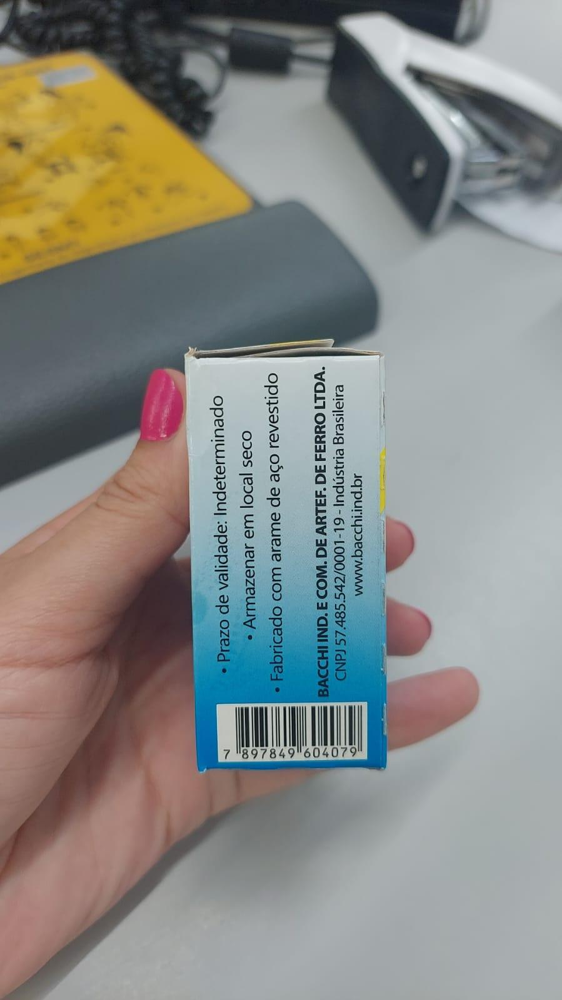 • Prazo de validade: Indeterminado
• Armazenar em local seco
• Fabricado com arame de aço revestido
BACCHI IND. E COM. DE ARTEF. DE FERRO LTDA.
CNPJ 57.485.542/0001-19 - Indústria Brasileira
www.bacchi.ind.br
7 897849 604079